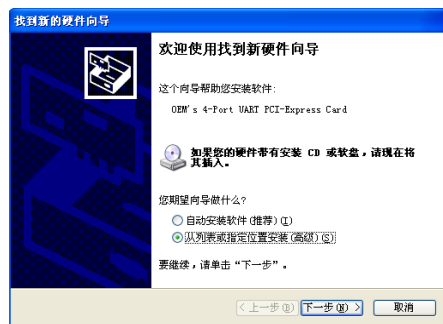 找到新的硬件向导
欢迎使用找到新硬件向导
这个向导帮助您安装软件:
OEM's 4-Port UART PCI-Express Card
如果您的硬件带有安装 CD 或软盘，请现在将
其插入。
您期望向导做什么?
自动安装软件(推荐)(I)
从列表或指定位置安装(高级)(S)
要继续，请单击“下一步”。
<上一步(B) 下一步(N)> 取消